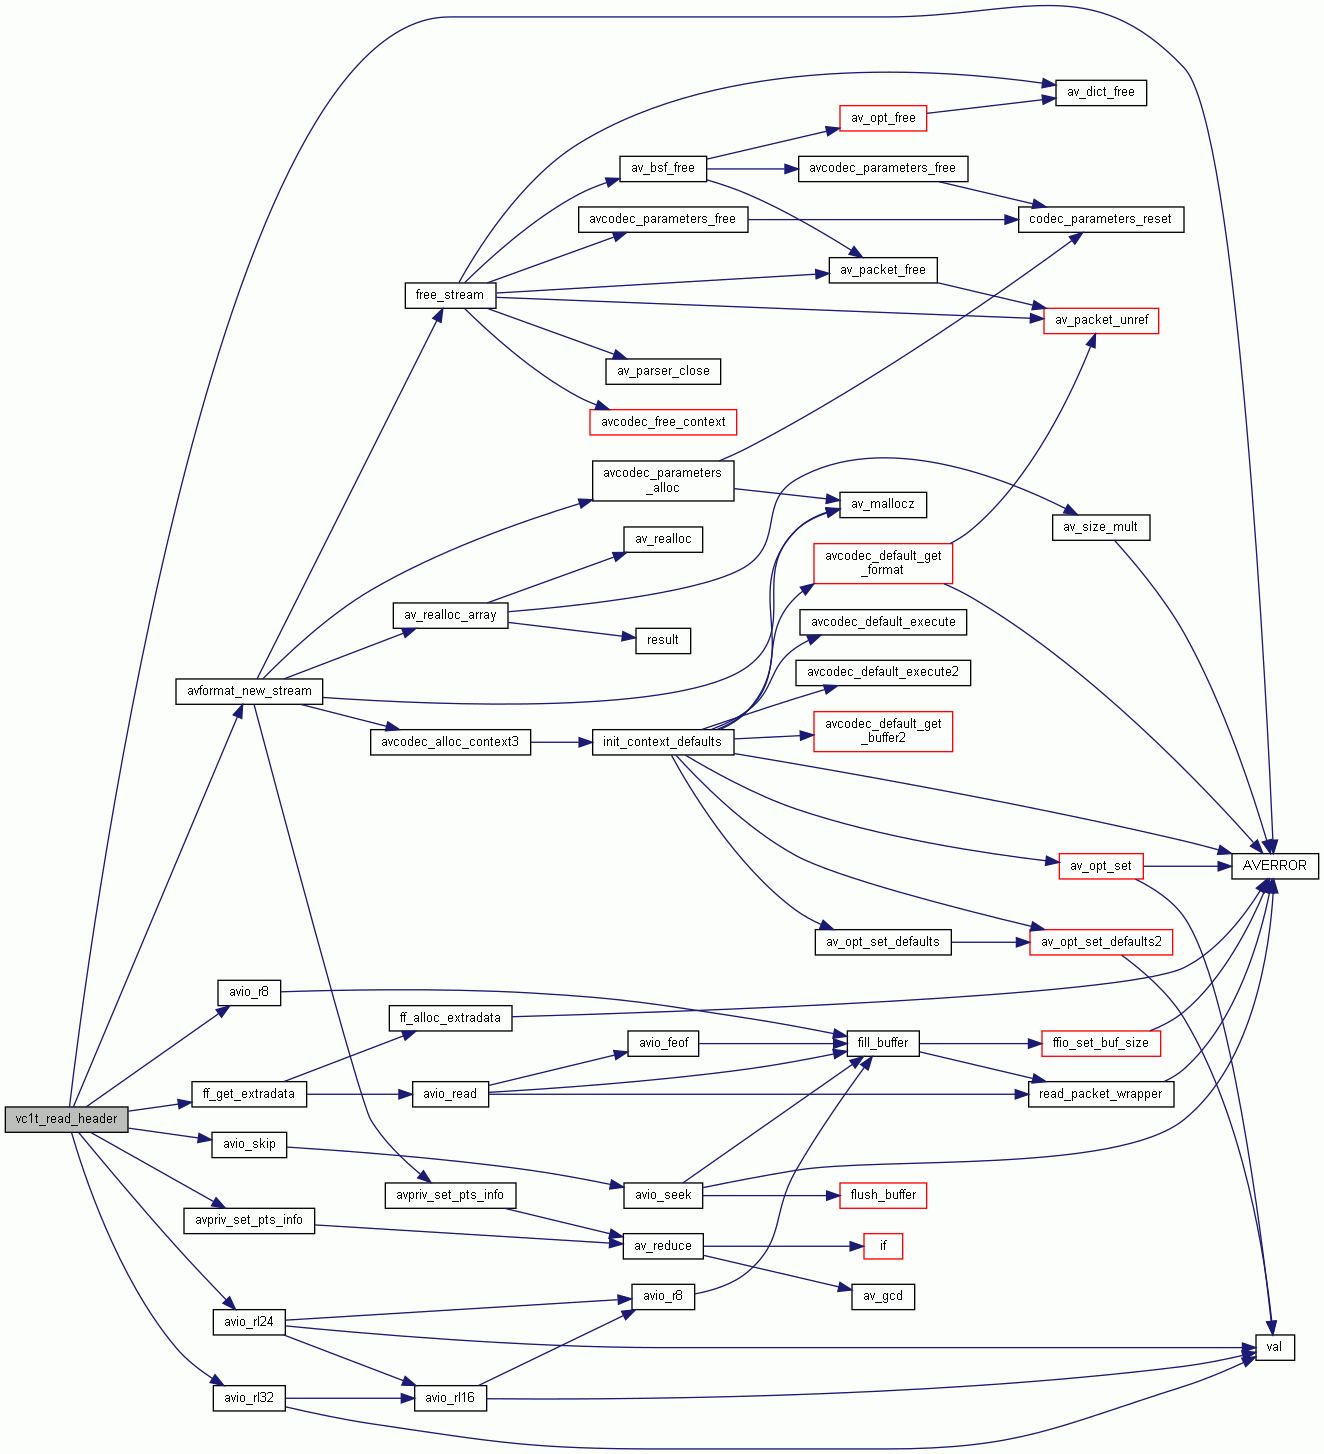 av_dict_free
av_opt_free
av_bsf_free
avcodec_parameters_free
avcodec_parameters_free
codec_parameters_reset
av_packet_free
free_stream
av_packet_unref
av_parser_close
avcodec_free_context
avcodec_parameters
_alloc
av_mallocz
av_size_mult
av_realloc
avcodec_default_get
_format
av_realloc_array
avcodec_default_execute
result
avcodec_default_execute2
avformat_new_stream
avcodec_default_get
_buffer2
avcodec_alloc_context3
init_context_defaults
av_opt_set
AVERROR
av_opt_set_defaults
av_opt_set_defaults2
avio_r8
ff_alloc_extradata
avio_feof
fill_buffer
ffio_set_buf_size
ff_get_extradata
avio_read
read_packet_wrapper
vc1t_read_header
avio_skip
avpriv_set_pts_info
avio_seek
flush_buffer
avpriv_set_pts_info
av_reduce
if
avio_r8
av_gcd
avio_rl24
val
avio_rl32
avio_rl16